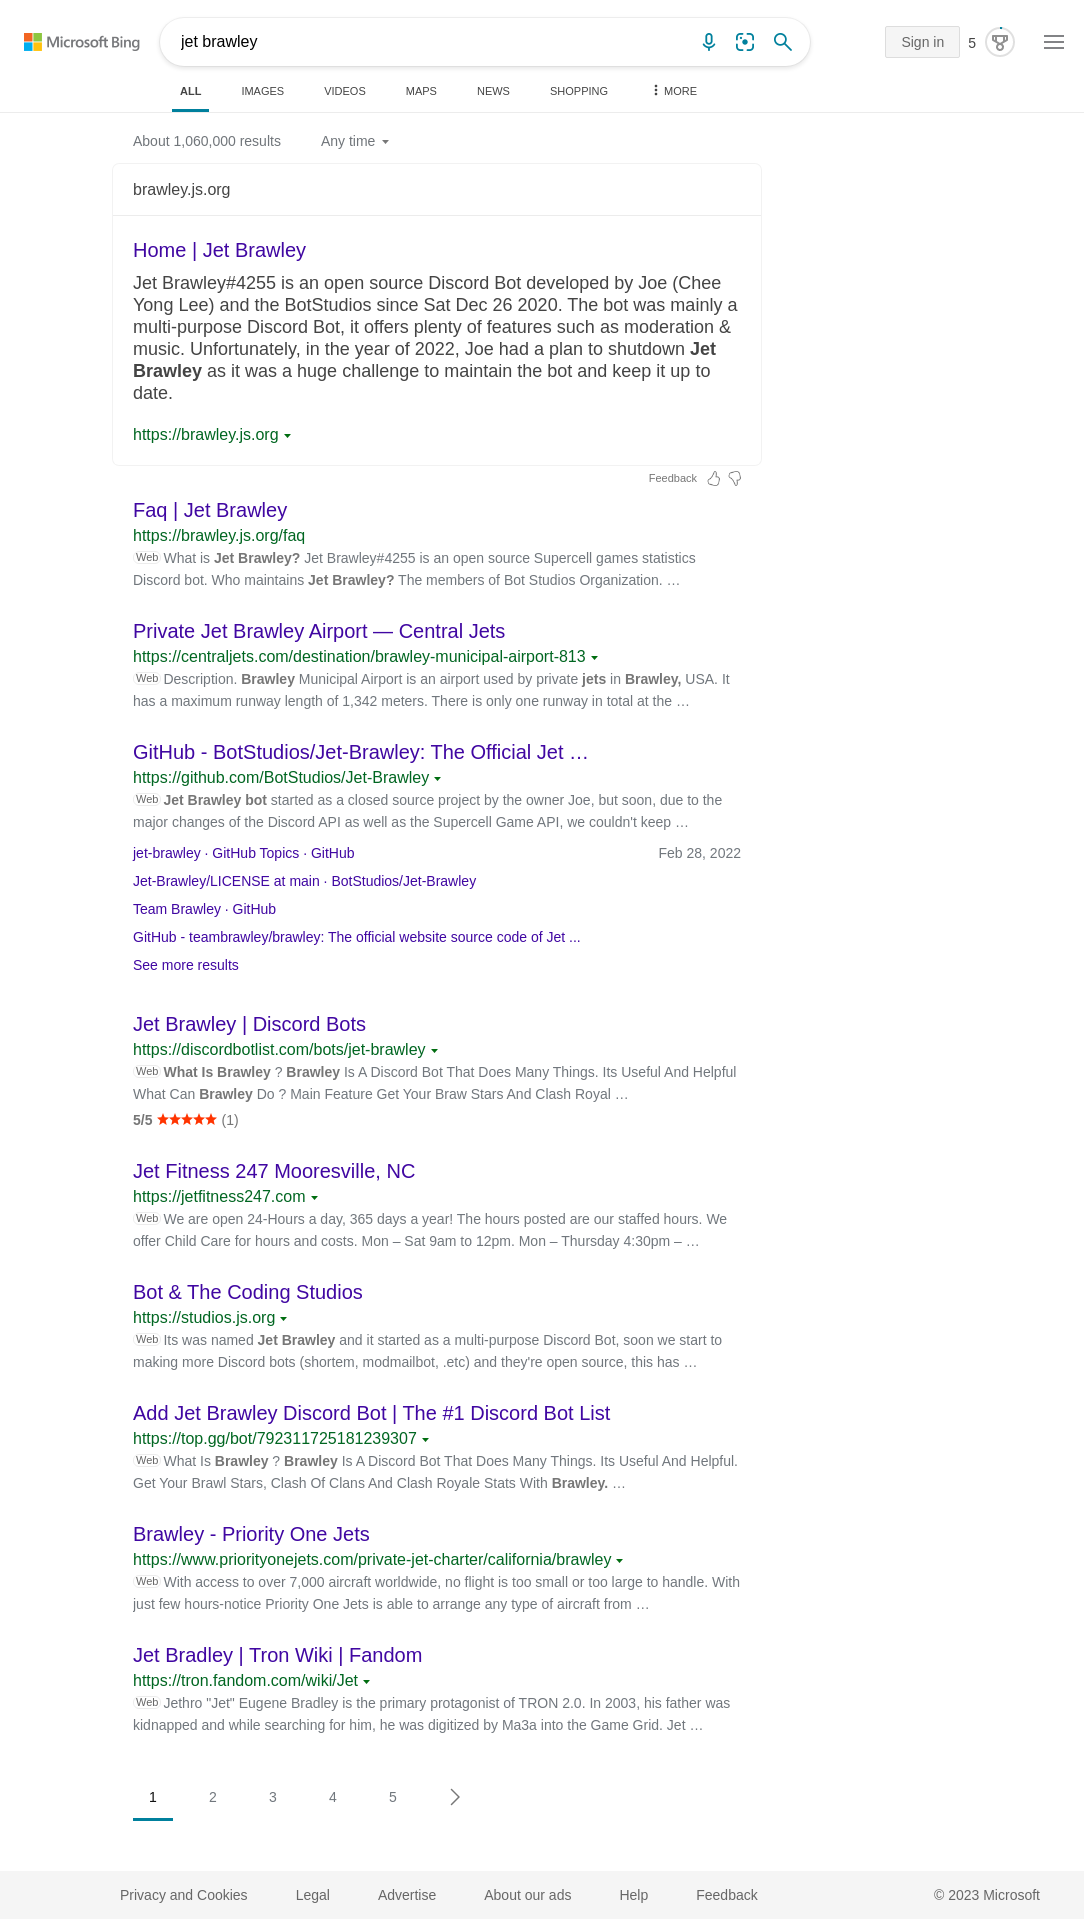 Microsoft Bing
jet brawley
Sign in
5
ALL
IMAGES
VIDEOS
MAPS
NEWS
SHOPPING
MORE
About 1,060,000 results
Any time
brawley.js.org
Home | Jet Brawley
Jet Brawley#4255 is an open source Discord Bot developed by Joe (Chee
Yong Lee) and the BotStudios since Sat Dec 26 2020. The bot was mainly a
multi-purpose Discord Bot, it offers plenty of features such as moderation &
music. Unfortunately, in the year of 2022, Joe had a plan to shutdown Jet
Brawley as it was a huge challenge to maintain the bot and keep it up to
date.
https://brawley.js.org
Feedback
Faq | Jet Brawley
https://brawley.js.org/faq
Web What is Jet Brawley? Jet Brawley#4255 is an open source Supercell games statistics
Discord bot. Who maintains Jet Brawley? The members of Bot Studios Organization. …
Private Jet Brawley Airport — Central Jets
https://centraljets.com/destination/brawley-municipal-airport-813
Web Description. Brawley Municipal Airport is an airport used by private jets in Brawley, USA. It
has a maximum runway length of 1,342 meters. There is only one runway in total at the …
GitHub - BotStudios/Jet-Brawley: The Official Jet …
https://github.com/BotStudios/Jet-Brawley
Web Jet Brawley bot started as a closed source project by the owner Joe, but soon, due to the
major changes of the Discord API as well as the Supercell Game API, we couldn't keep …
jet-brawley · GitHub Topics · GitHub
Feb 28, 2022
Jet-Brawley/LICENSE at main · BotStudios/Jet-Brawley
Team Brawley · GitHub
GitHub - teambrawley/brawley: The official website source code of Jet ...
See more results
Jet Brawley | Discord Bots
https://discordbotlist.com/bots/jet-brawley
Web What Is Brawley ? Brawley Is A Discord Bot That Does Many Things. Its Useful And Helpful
What Can Brawley Do ? Main Feature Get Your Braw Stars And Clash Royal …
5/5 ★★★★★ (1)
Jet Fitness 247 Mooresville, NC
https://jetfitness247.com
Web We are open 24-Hours a day, 365 days a year! The hours posted are our staffed hours. We
offer Child Care for hours and costs. Mon – Sat 9am to 12pm. Mon – Thursday 4:30pm – …
Bot & The Coding Studios
https://studios.js.org
Web Its was named Jet Brawley and it started as a multi-purpose Discord Bot, soon we start to
making more Discord bots (shortem, modmailbot, .etc) and they're open source, this has …
Add Jet Brawley Discord Bot | The #1 Discord Bot List
https://top.gg/bot/792311725181239307
Web What Is Brawley ? Brawley Is A Discord Bot That Does Many Things. Its Useful And Helpful.
Get Your Brawl Stars, Clash Of Clans And Clash Royale Stats With Brawley. …
Brawley - Priority One Jets
https://www.priorityonejets.com/private-jet-charter/california/brawley
Web With access to over 7,000 aircraft worldwide, no flight is too small or too large to handle. With
just few hours-notice Priority One Jets is able to arrange any type of aircraft from …
Jet Bradley | Tron Wiki | Fandom
https://tron.fandom.com/wiki/Jet
Web Jethro "Jet" Eugene Bradley is the primary protagonist of TRON 2.0. In 2003, his father was
kidnapped and while searching for him, he was digitized by Ma3a into the Game Grid. Jet …
1 2 3 4 5
Privacy and Cookies
Legal
Advertise
About our ads
Help
Feedback
© 2023 Microsoft